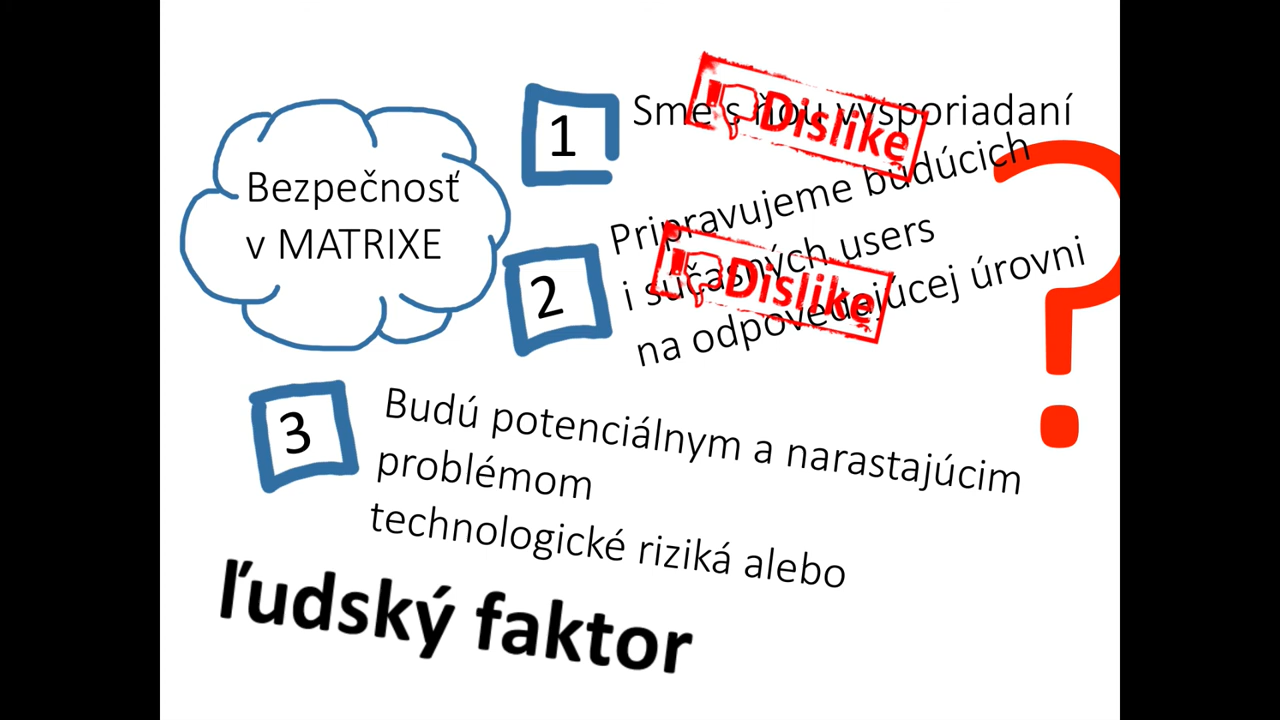 Bezpečnosť
v MATRIXE
1
Sme s ňou vysporiadaní
Dislike
2
Pripravujeme budúcich
i súčasných users
na odpovedajúcej úrovni
Dislike
?
3
Budú potenciálnym a narastajúcim
problémom
technologické riziká alebo
ľudský faktor